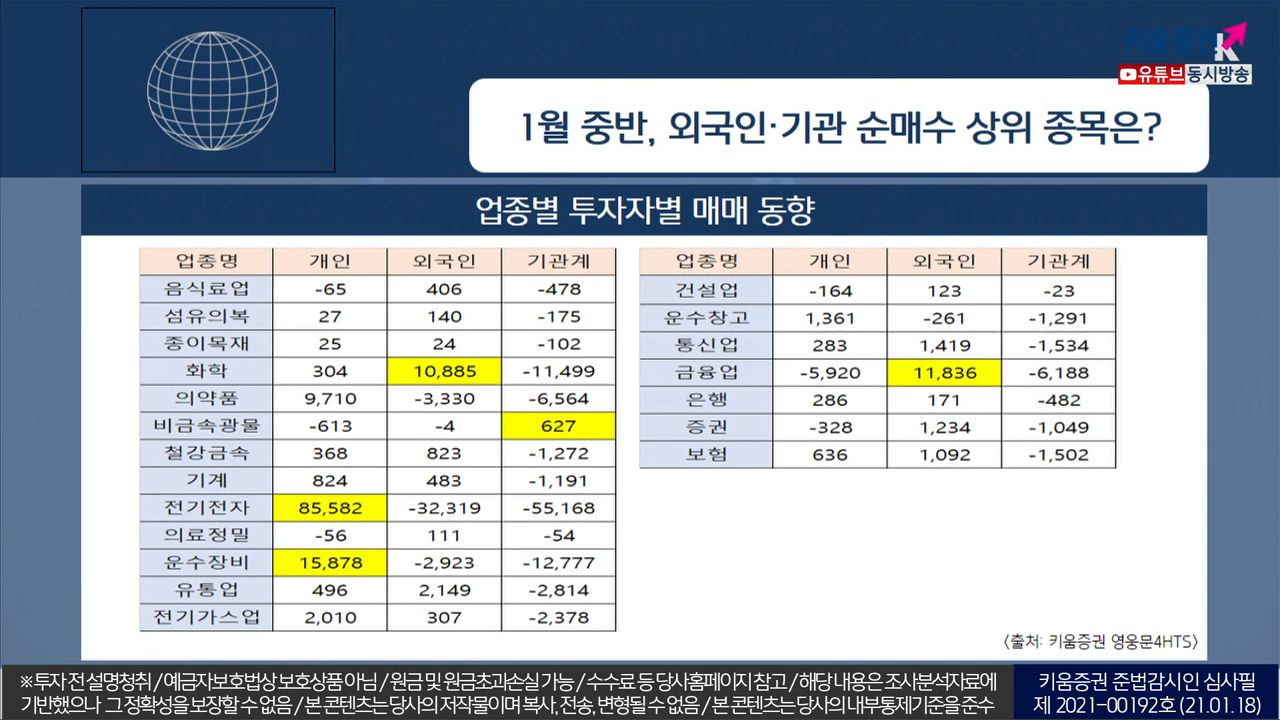 키움증권
유튜브동시방송
1월 중반, 외국인·기관 순매수 상위 종목은?
업종별 투자자별 매매 동향
업종명 개인 외국인 기관계
음식료업 -65 406 -478
섬유의복 27 140 -175
종이목재 25 24 -102
화학 304 10,885 -11,499
의약품 9,710 -3,330 -6,564
비금속광물 -613 -4 627
철강금속 368 823 -1,272
기계 824 483 -1,191
전기전자 85,582 -32,319 -55,168
의료정밀 -56 111 -54
운수장비 15,878 -2,923 -12,777
유통업 496 2,149 -2,814
전기가스업 2,010 307 -2,378
업종명 개인 외국인 기관계
건설업 -164 123 -23
운수창고 1,361 -261 -1,291
통신업 283 1,419 -1,534
금융업 -5,920 11,836 -6,188
은행 286 171 -482
증권 -328 1,234 -1,049
보험 636 1,092 -1,502
〈출처: 키움증권 영웅문4HTS〉
※투자 전 설명청취 / 예금자보호법상 보호상품 아님 / 원금 및 원금초과손실 가능 / 수수료 등 당사홈페이지 참고 / 해당 내용은 조사분석자료에
기반했으나 그 정확성을 보장할 수 없음 / 본 콘텐츠는 당사의 저작물이며 복사, 전송, 변형될 수 없음 / 본 콘텐츠는 당사의 내부통제기준을 준수
키움증권 준법감시인 심사필
제 2021-00192호 (21.01.18)